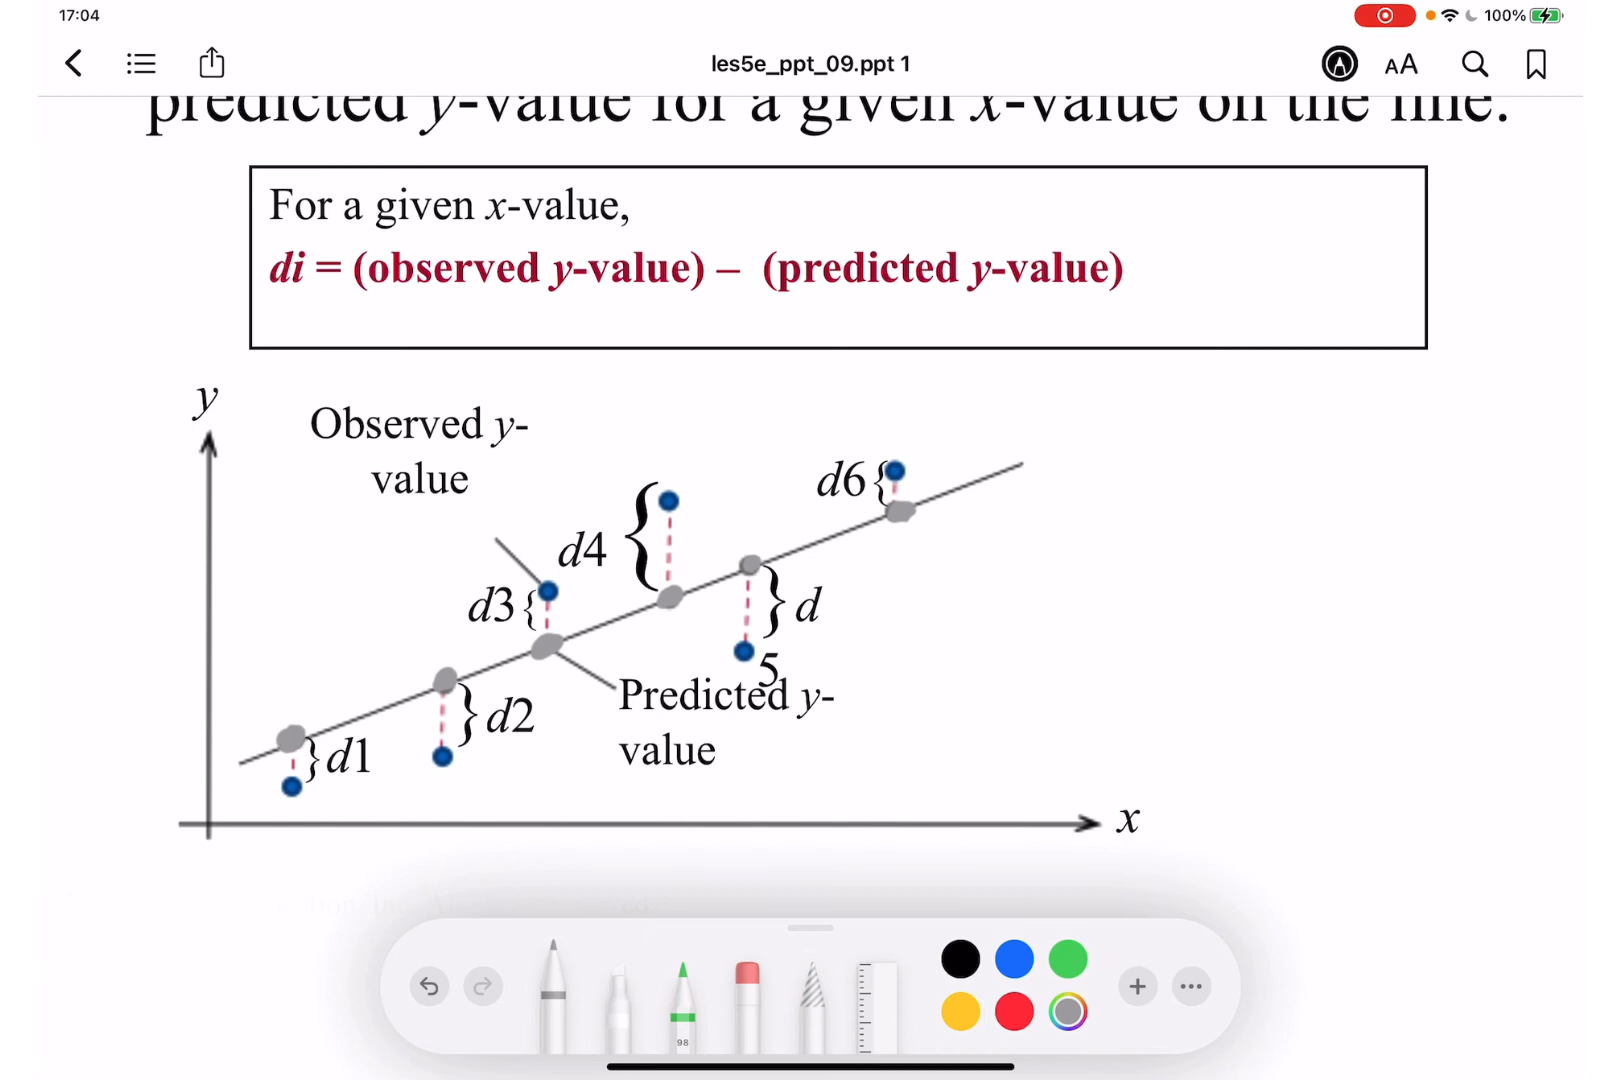 17:04
100%
les5e_ppt_09.ppt 1
AA
predicted y-value for a given x-value on the line.
For a given x-value,
di = (observed y-value) – (predicted y-value)
y
Observed y-
value
d6
d4
d3
d
5
Predicted y-
value
d2
d1
x
98